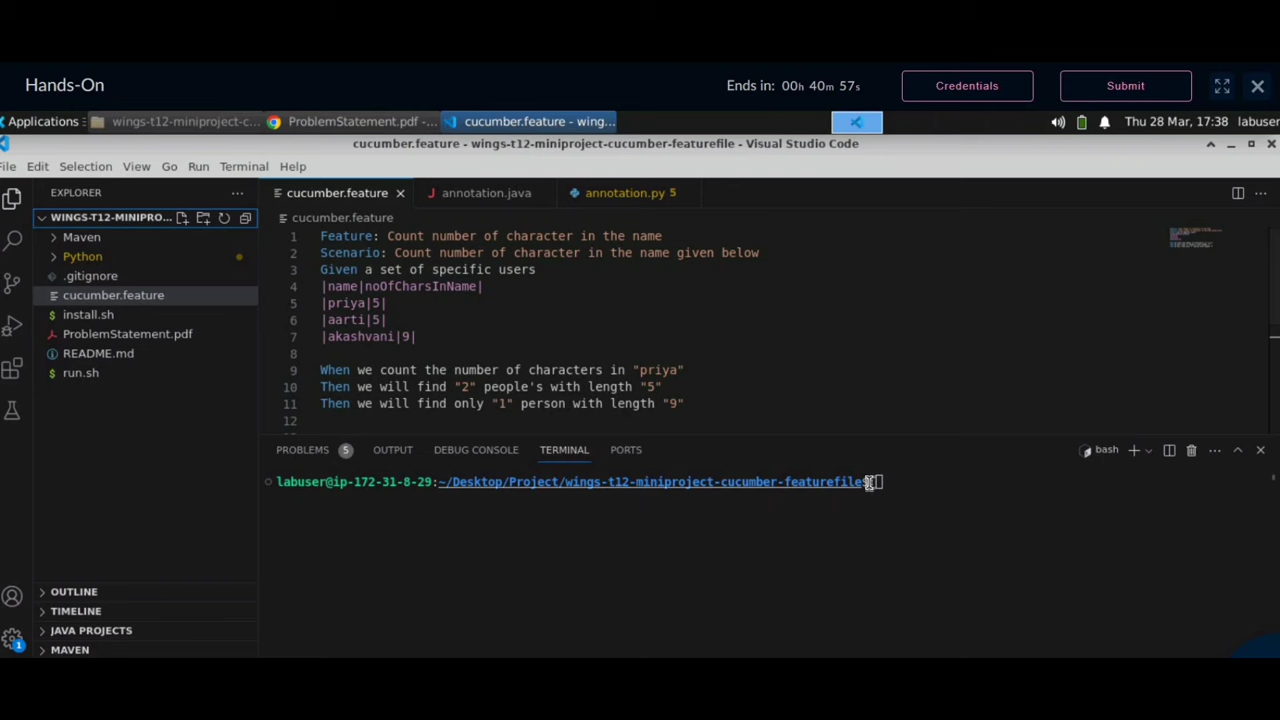 Hands-On
Ends in: 00h 40m 57s
Credentials
Submit
Applications
wings-t12-miniproject-c...
ProblemStatement.pdf -...
cucumber.feature - wing...
Thu 28 Mar, 17:38
labuser
cucumber.feature - wings-t12-miniproject-cucumber-featurefile - Visual Studio Code
File Edit Selection View Go Run Terminal Help
EXPLORER
cucumber.feature
annotation.java
annotation.py 5
WINGS-T12-MINIPRO...
Maven
Python
.gitignore
cucumber.feature
install.sh
ProblemStatement.pdf
README.md
run.sh
cucumber.feature
1 Feature: Count number of character in the name
2 Scenario: Count number of character in the name given below
3 Given a set of specific users
4 |name|noOfCharsInName|
5 |priya|5|
6 |aarti|5|
7 |akashvani|9|
8
9 When we count the number of characters in "priya"
10 Then we will find "2" people's with length "5"
11 Then we will find only "1" person with length "9"
12
PROBLEMS 5 OUTPUT DEBUG CONSOLE TERMINAL PORTS
bash
labuser@ip-172-31-8-29:~/Desktop/Project/wings-t12-miniproject-cucumber-featurefile$
OUTLINE
TIMELINE
JAVA PROJECTS
MAVEN
1